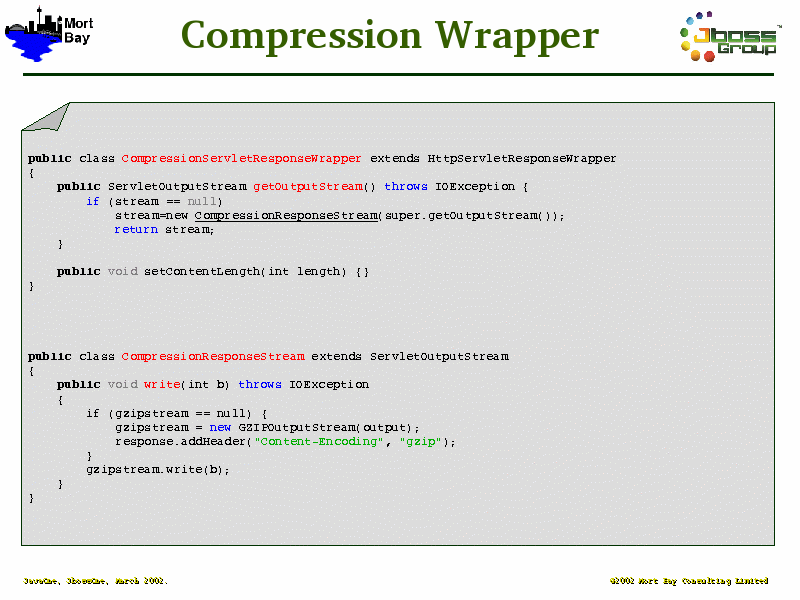 Mort
Bay
Compression Wrapper
Jboss
Group
™
public class CompressionServletResponseWrapper extends HttpServletResponseWrapper
{
public ServletOutputStream getOutputStream() throws IOException {
if (stream == null)
stream=new CompressionResponseStream(super.getOutputStream());
return stream;
}
public void setContentLength(int length) {}
}
public class CompressionResponseStream extends ServletOutputStream
{
public void write(int b) throws IOException
{
if (gzipstream == null) {
gzipstream = new GZIPOutputStream(output);
response.addHeader("Content-Encoding", "gzip");
}
gzipstream.write(b);
}
}
JavaOne, JbossOne, March 2002.
©2002 Mort Bay Consulting Limited